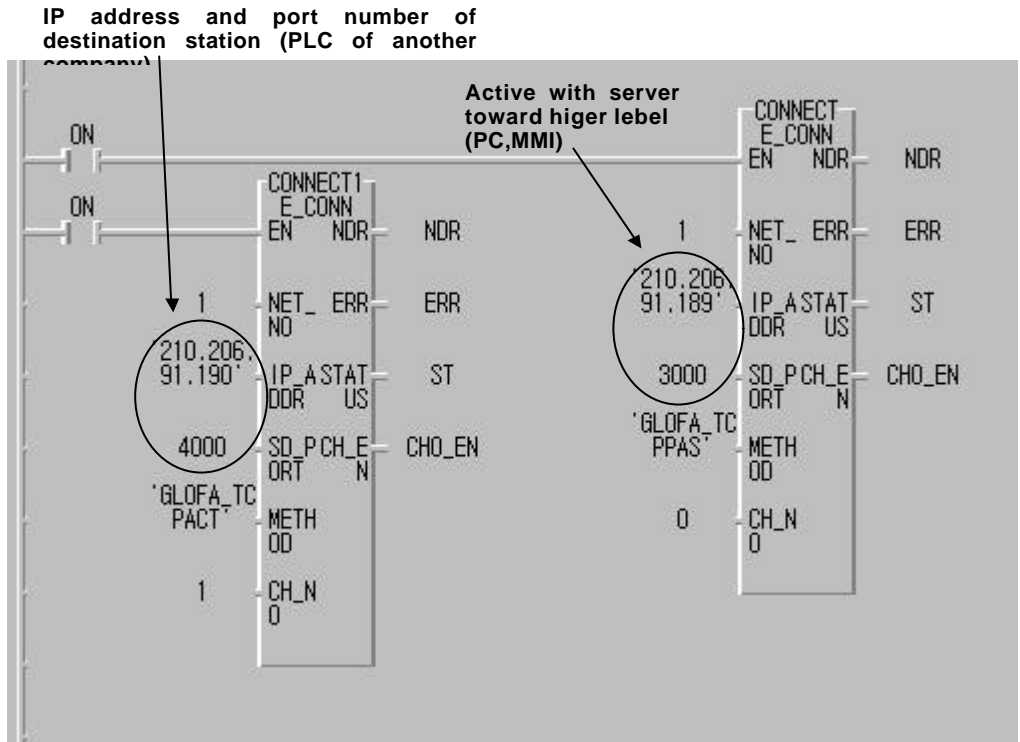 IP address and port number of
destination station (PLC of another
company)
Active with server
toward higer lebel
(PC,MMI)
ON
CONNECT
E_CONN
EN NDR NDR
1 NET_ ERR ERR
NO
'210.206.
91.189' IP_A STAT ST
DDR US
3000 SD_P CH_E CHO_EN
ORT N
'GLOFA_TC
PPAS' METH
OD
0 CH_N
O
ON
CONNECT1
E_CONN
EN NDR NDR
1 NET_ ERR ERR
NO
'210.206.
91.190' IP_A STAT ST
DDR US
4000 SD_P CH_E CHO_EN
ORT N
'GLOFA_TC
PACT' METH
OD
1 CH_N
O